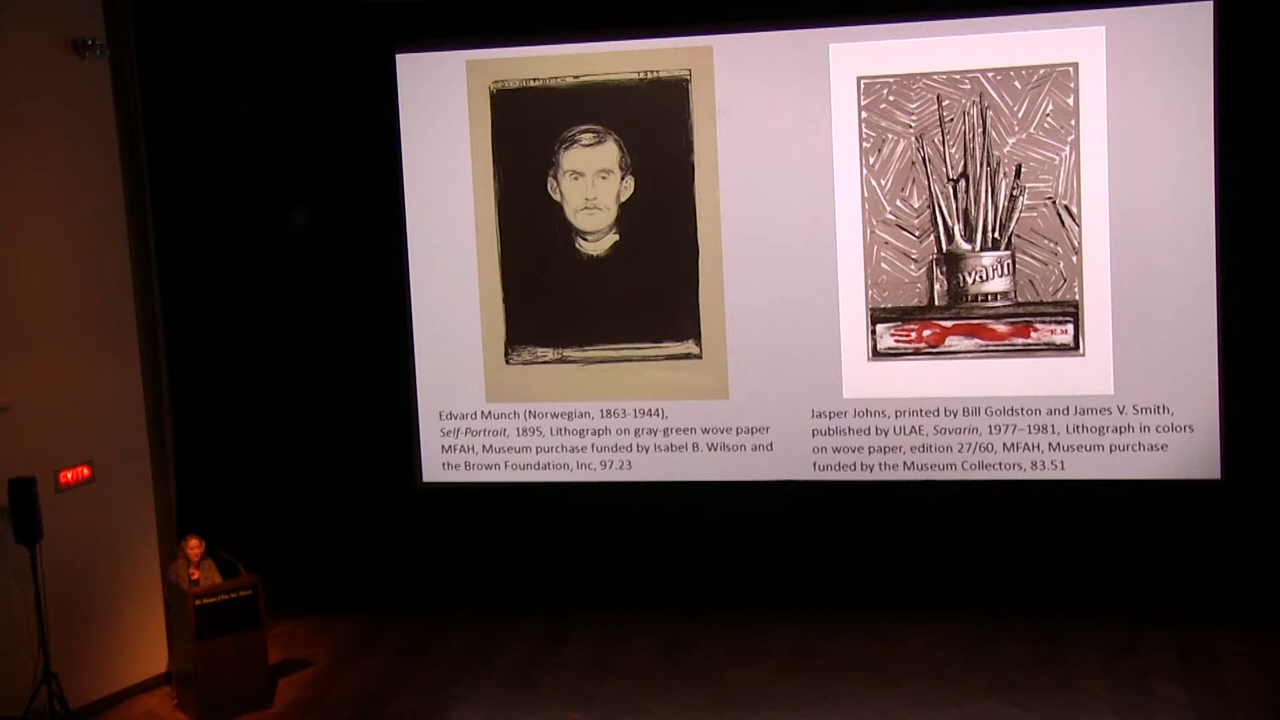 EDVARD MUNCH 1895
Savarin
E.M.
Edvard Munch (Norwegian, 1863-1944),
Self-Portrait, 1895, Lithograph on gray-green wove paper
MFAH, Museum purchase funded by Isabel B. Wilson and
the Brown Foundation, Inc, 97.23
Jasper Johns, printed by Bill Goldston and James V. Smith,
published by ULAE, Savarin, 1977–1981, Lithograph in colors
on wove paper, edition 27/60, MFAH, Museum purchase
funded by the Museum Collectors, 83.51